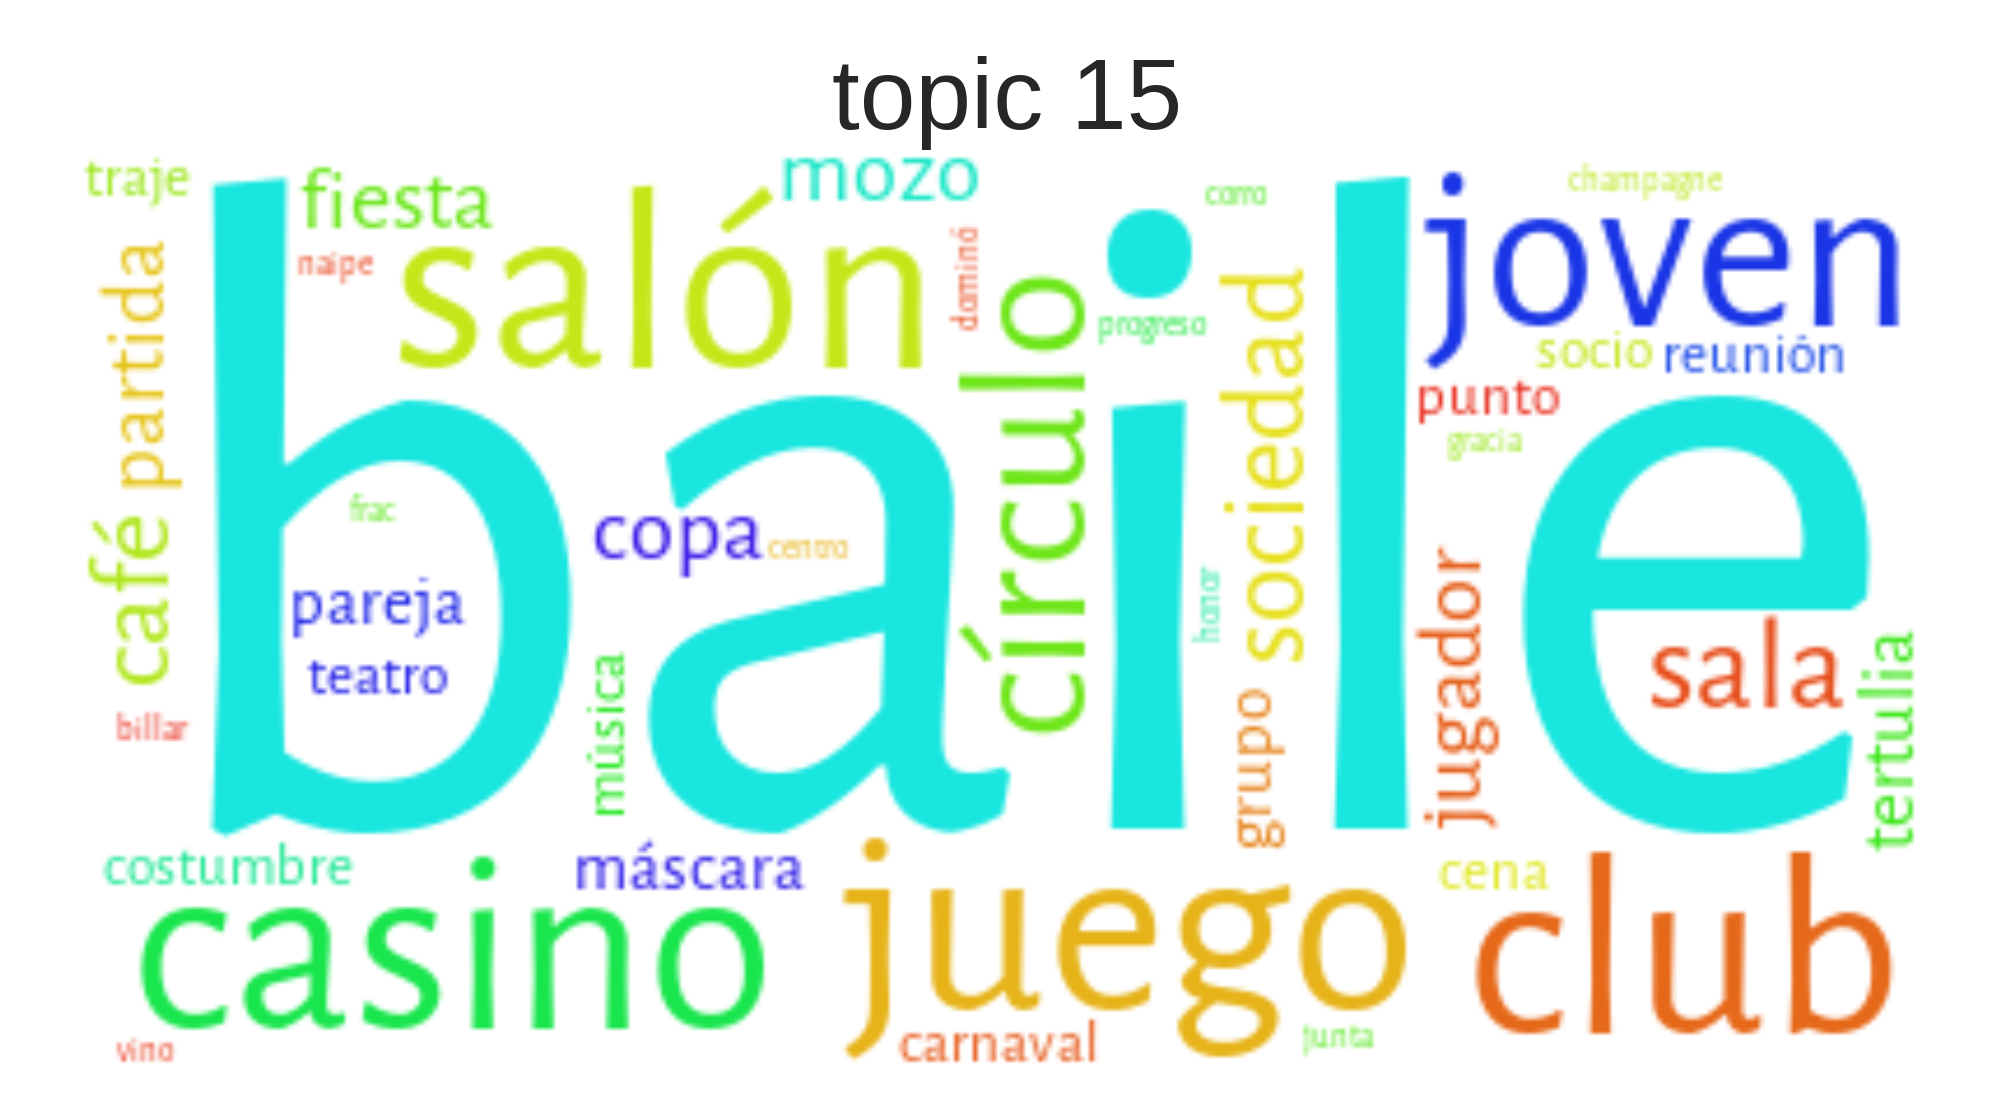 topic 15
traje
fiesta
mozo
corro
champagne
joven
naipe
salón
dominó
progreso
partida
círculo
sociedad
socio
reunión
punto
gracia
baile
café
frac
copa
centro
pareja
teatro
honor
jugador
sala
tertulia
billar
música
grupo
costumbre
máscara
cena
casino
juego
club
vino
carnaval
junta